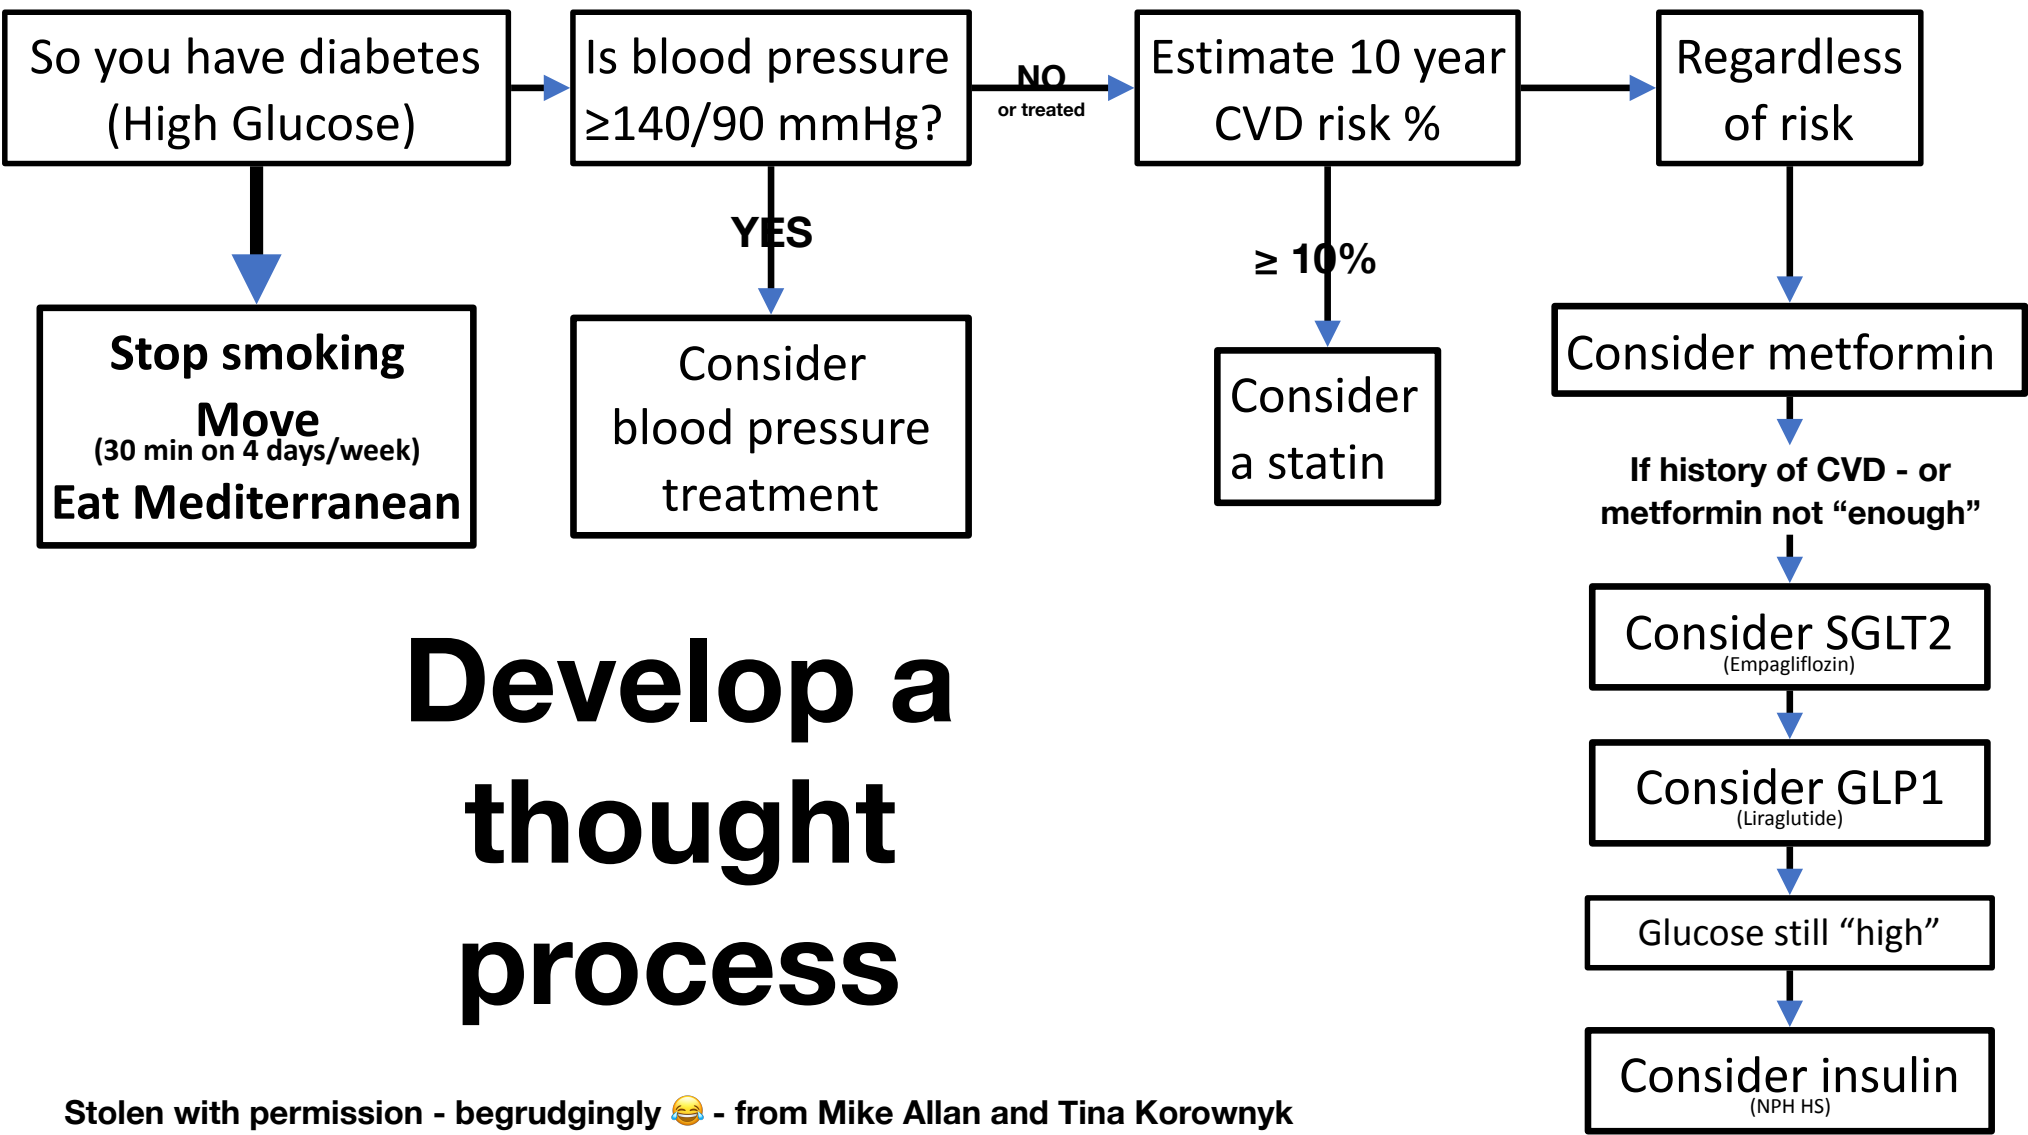 So you have diabetes
(High Glucose)
Is blood pressure
≥140/90 mmHg?
NO
or treated
Estimate 10 year
CVD risk %
Regardless
of risk
YES
≥ 10%
Stop smoking
Move
(30 min on 4 days/week)
Eat Mediterranean
Consider
blood pressure
treatment
Consider
a statin
Consider metformin
If history of CVD - or
metformin not “enough”
Consider SGLT2
(Empagliflozin)
Consider GLP1
(Liraglutide)
Glucose still “high”
Consider insulin
(NPH HS)
Develop a
thought
process
Stolen with permission - begrudgingly 😂 - from Mike Allan and Tina Korownyk